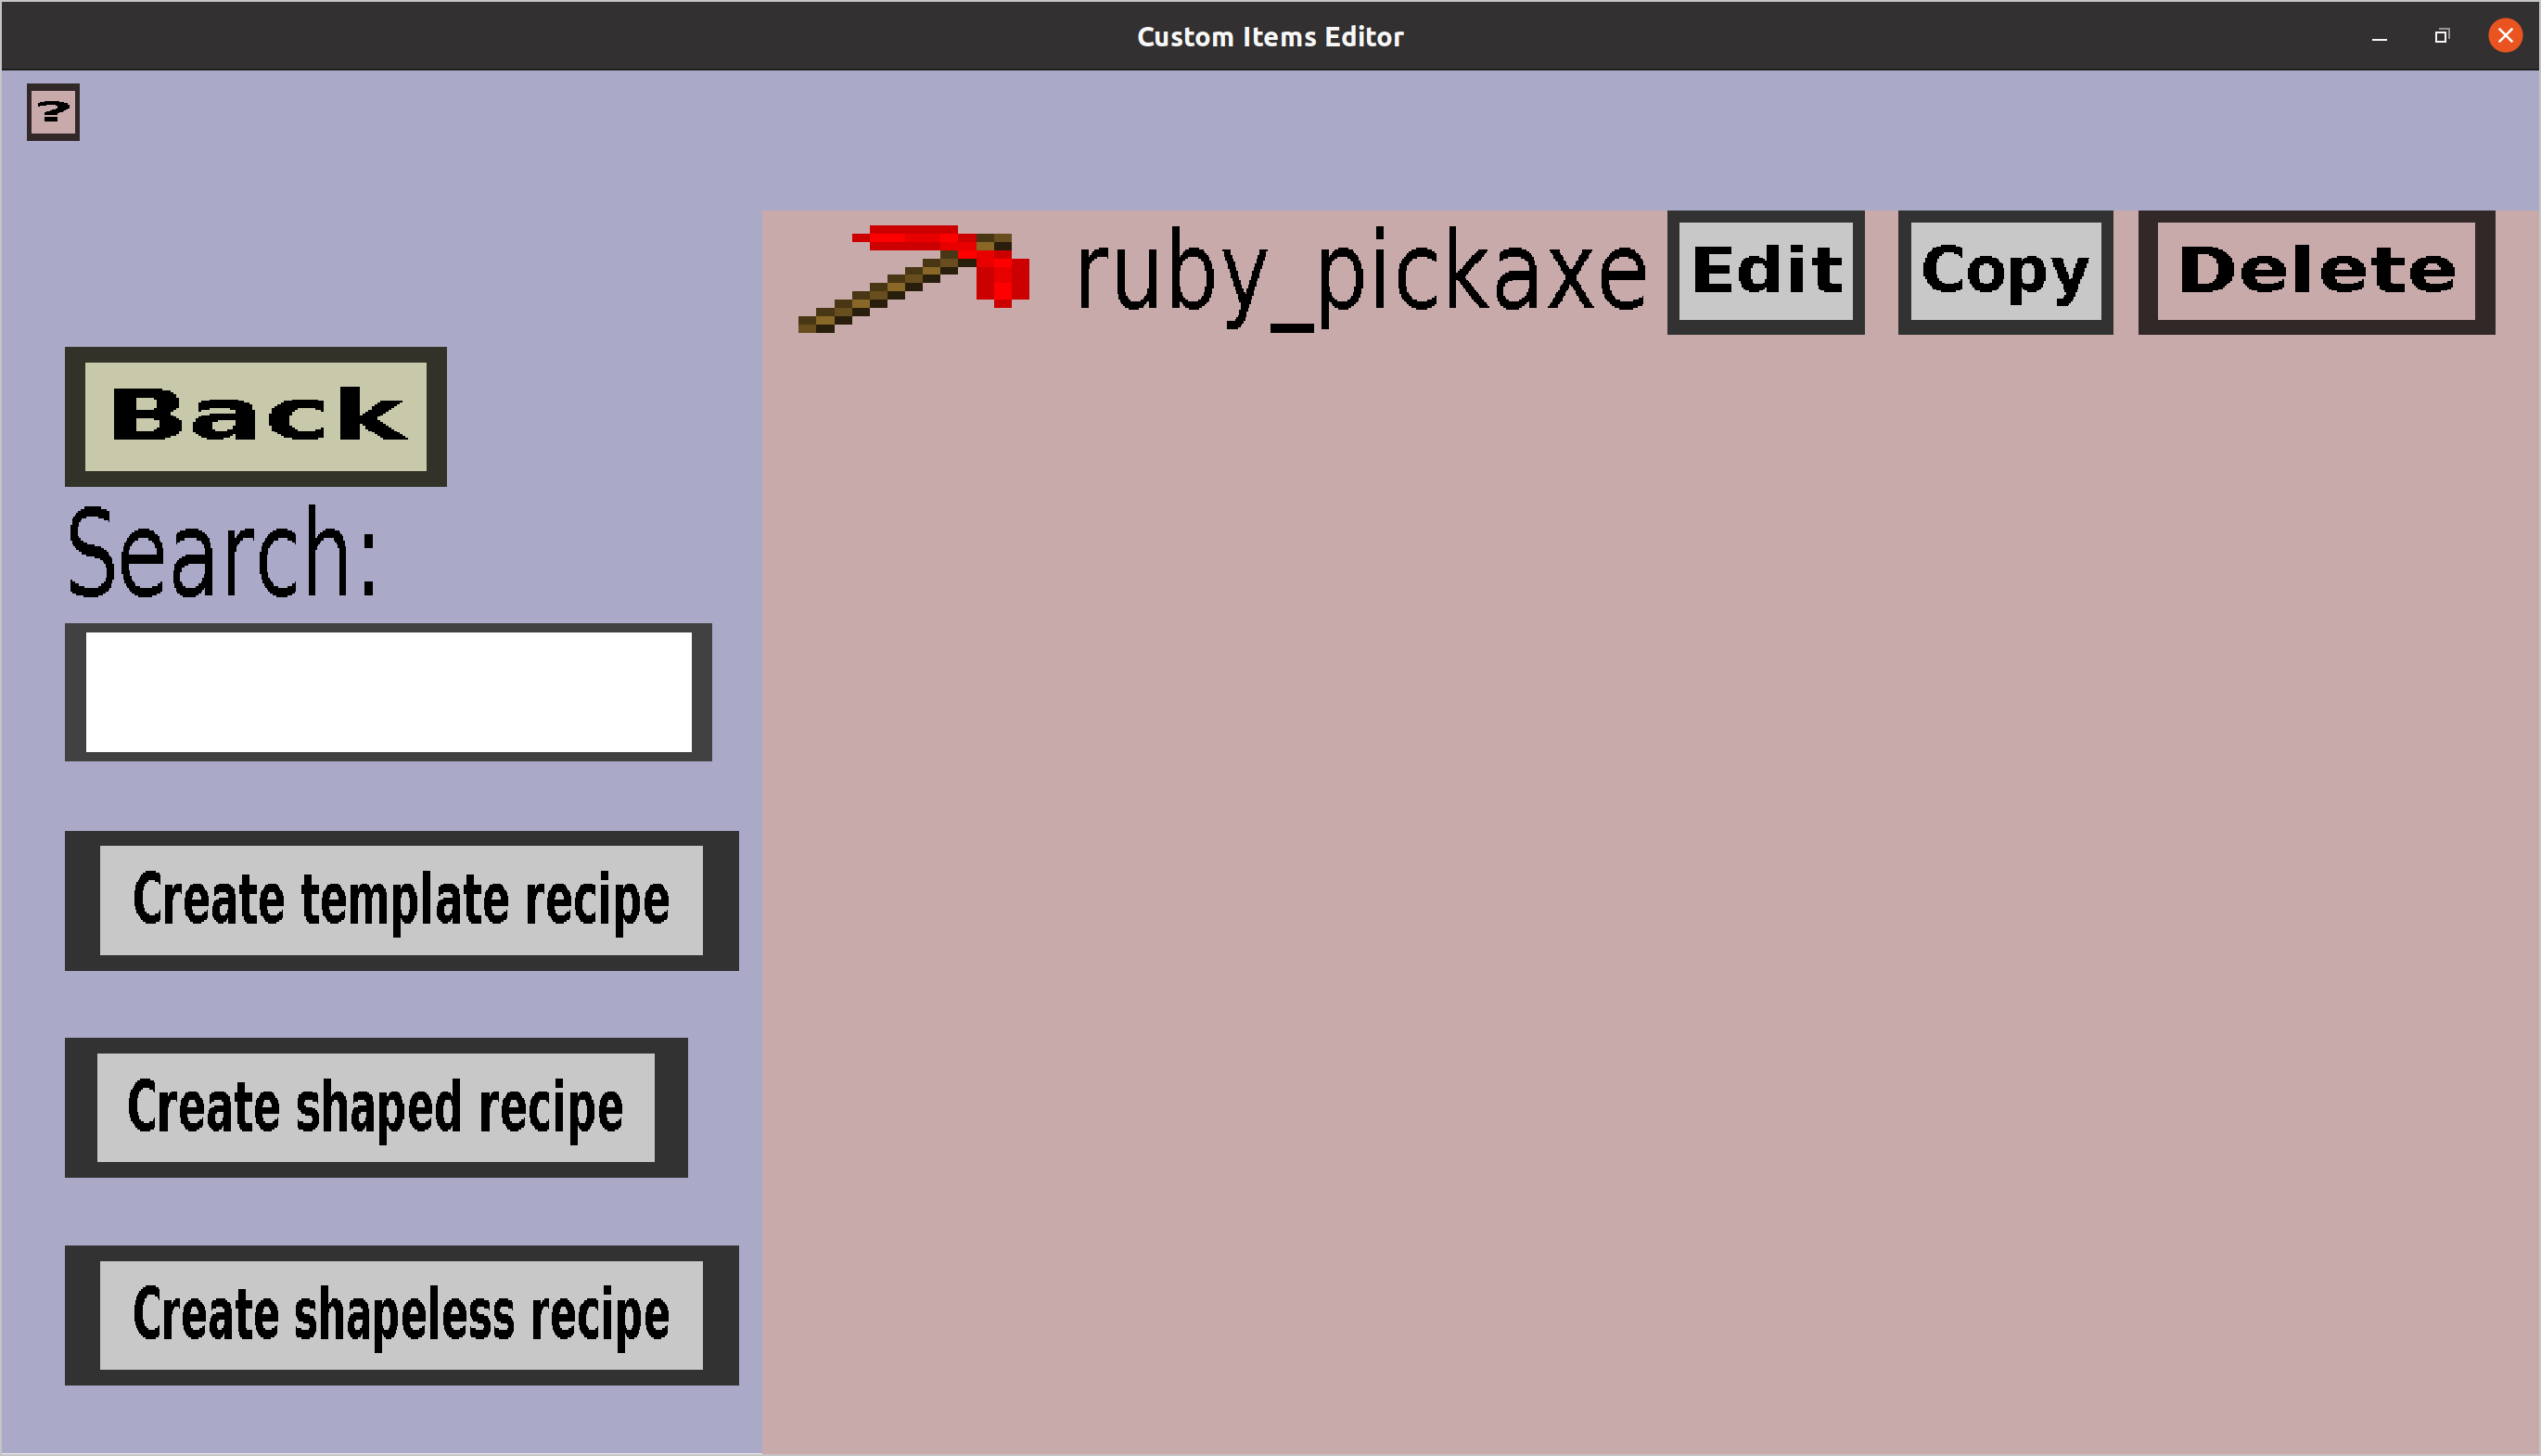 Custom Items Editor
?
ruby_pickaxe Edit Copy Delete
Back
Search:
Create template recipe
Create shaped recipe
Create shapeless recipe